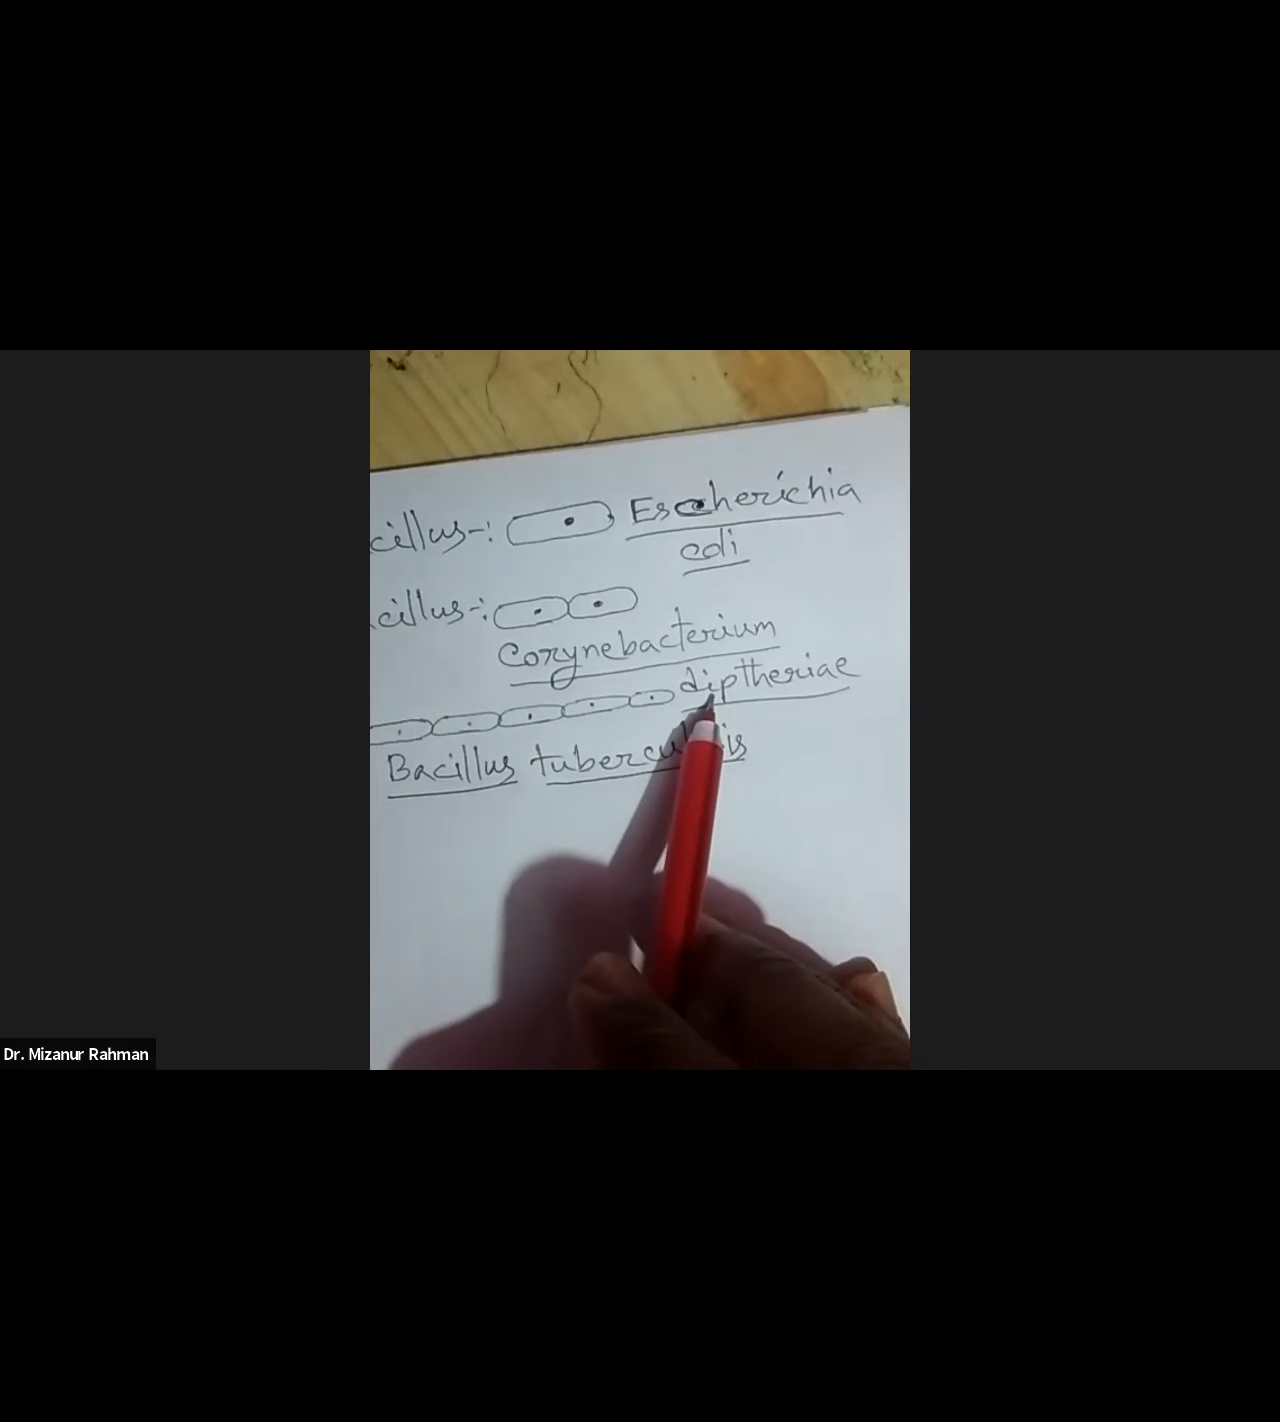 cillus-: Escherichia
coli
cillus-:
Corynebacterium
diptheriae
Bacillus
Dr. Mizanur Rahman